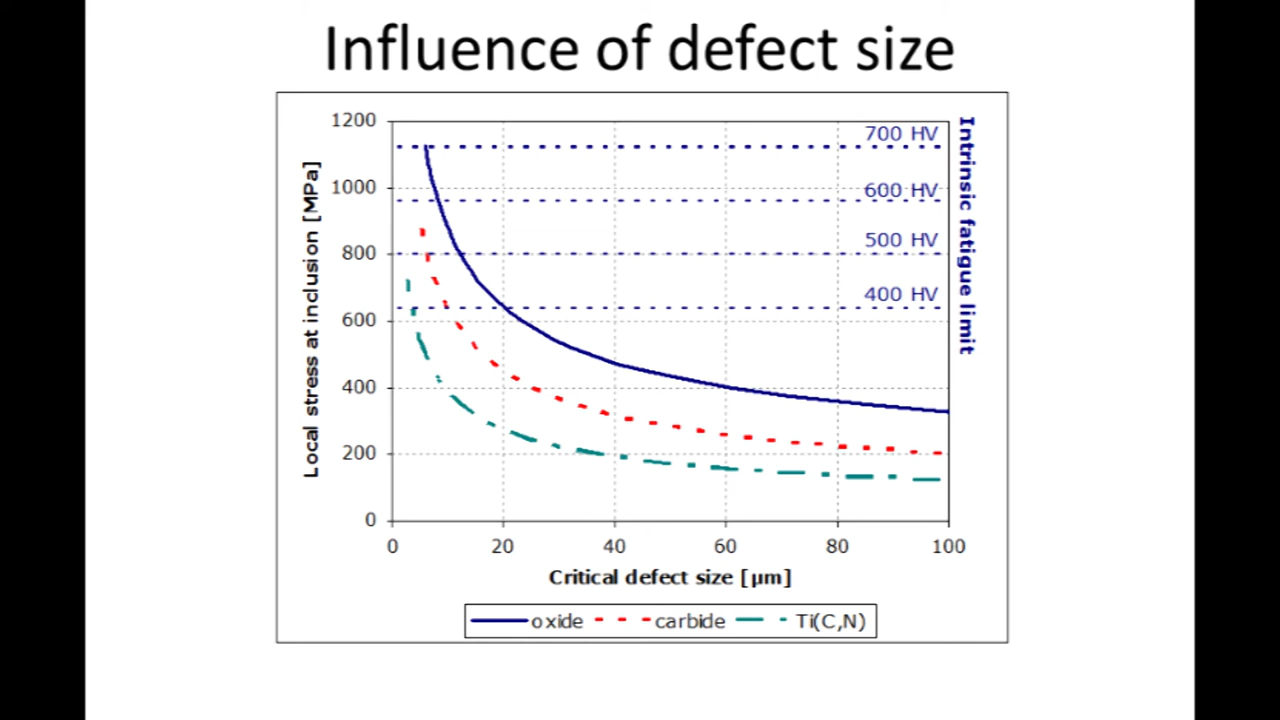 Influence of defect size
1200
1000
800
600
400
200
0
Local stress at inclusion [MPa]
700 HV
600 HV
500 HV
400 HV
Intrinsic fatigue limit
0 20 40 60 80 100
Critical defect size [µm]
oxide carbide Ti(C,N)